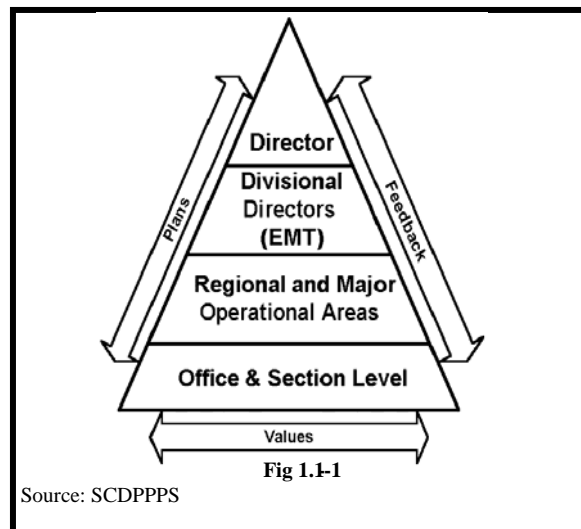 Director
Divisional
Directors
(EMT)
Regional and Major
Operational Areas
Office & Section Level
Plans
Feedback
Values
Fig 1.1-1
Source: SCDPPPS